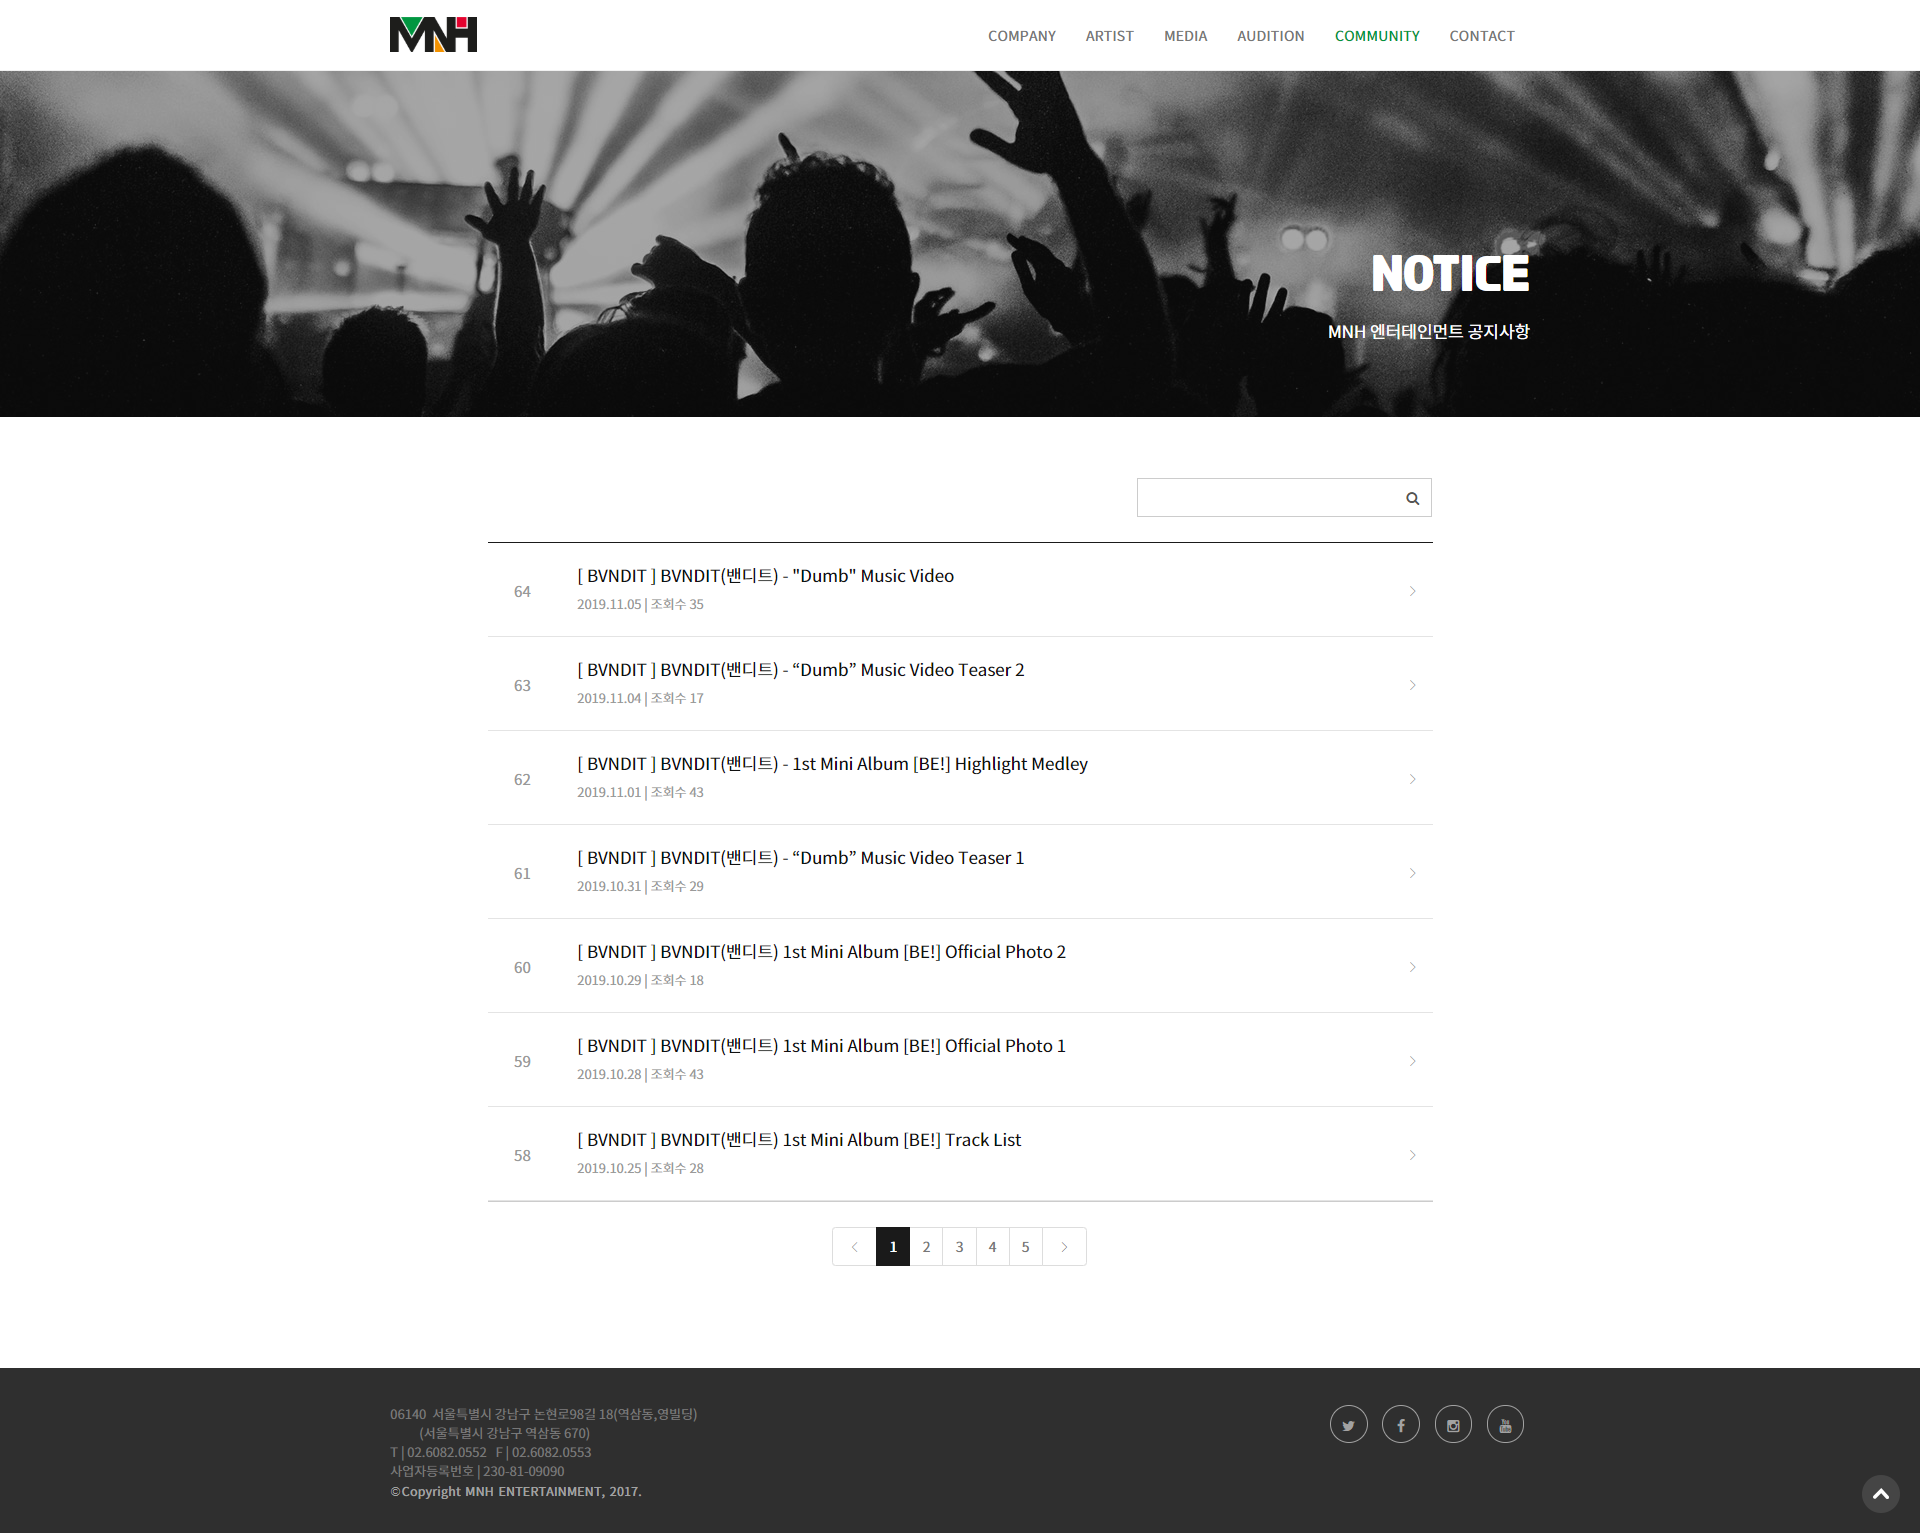 MNH
COMPANY ARTIST MEDIA AUDITION COMMUNITY CONTACT
NOTICE
MNH 엔터테인먼트 공지사항
64
[ BVNDIT ] BVNDIT(밴디트) - "Dumb" Music Video
2019.11.05 | 조회수 35
63
[ BVNDIT ] BVNDIT(밴디트) - “Dumb” Music Video Teaser 2
2019.11.04 | 조회수 17
62
[ BVNDIT ] BVNDIT(밴디트) - 1st Mini Album [BE!] Highlight Medley
2019.11.01 | 조회수 43
61
[ BVNDIT ] BVNDIT(밴디트) - “Dumb” Music Video Teaser 1
2019.10.31 | 조회수 29
60
[ BVNDIT ] BVNDIT(밴디트) 1st Mini Album [BE!] Official Photo 2
2019.10.29 | 조회수 18
59
[ BVNDIT ] BVNDIT(밴디트) 1st Mini Album [BE!] Official Photo 1
2019.10.28 | 조회수 43
58
[ BVNDIT ] BVNDIT(밴디트) 1st Mini Album [BE!] Track List
2019.10.25 | 조회수 28
1 2 3 4 5
06140 서울특별시 강남구 논현로98길 18(역삼동,영빌딩)
(서울특별시 강남구 역삼동 670)
T | 02.6082.0552 F | 02.6082.0553
사업자등록번호 | 230-81-09090
©Copyright MNH ENTERTAINMENT, 2017.
You Tube